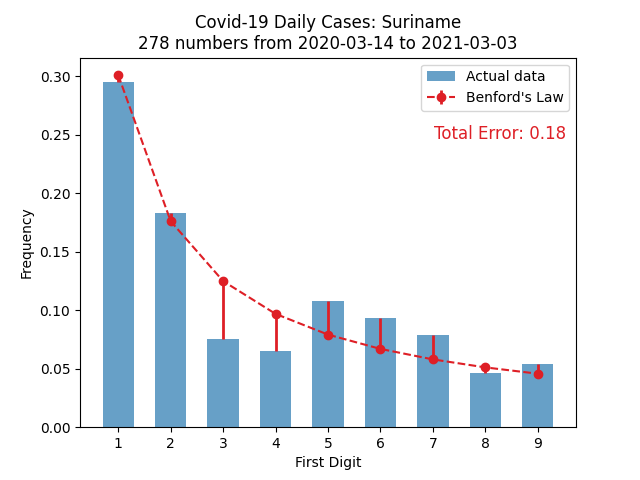 Covid-19 Daily Cases: Suriname
278 numbers from 2020-03-14 to 2021-03-03
Actual data
Benford's Law
Total Error: 0.18
Frequency
0.30
0.25
0.20
0.15
0.10
0.05
0.00
1 2 3 4 5 6 7 8 9
First Digit